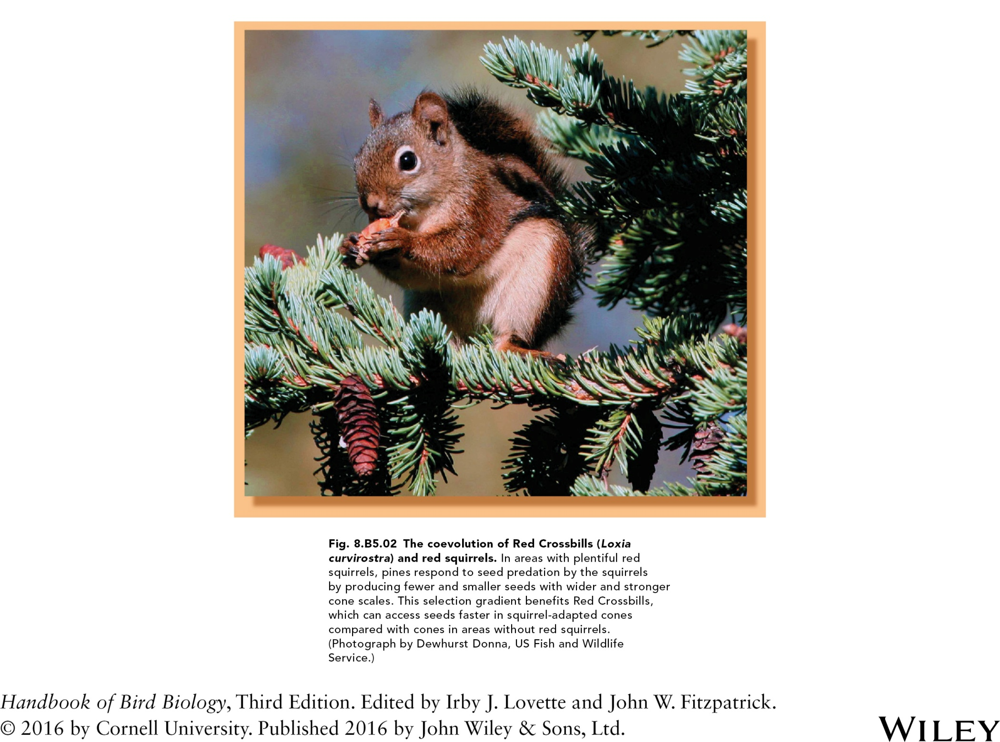 Fig. 8.B5.02 The coevolution of Red Crossbills (Loxia
curvirostra) and red squirrels. In areas with plentiful red
squirrels, pines respond to seed predation by the squirrels
by producing fewer and smaller seeds with wider and stronger
cone scales. This selection gradient benefits Red Crossbills,
which can access seeds faster in squirrel-adapted cones
compared with cones in areas without red squirrels.
(Photograph by Dewhurst Donna, US Fish and Wildlife
Service.)
Handbook of Bird Biology, Third Edition. Edited by Irby J. Lovette and John W. Fitzpatrick.
© 2016 by Cornell University. Published 2016 by John Wiley & Sons, Ltd.
WILEY